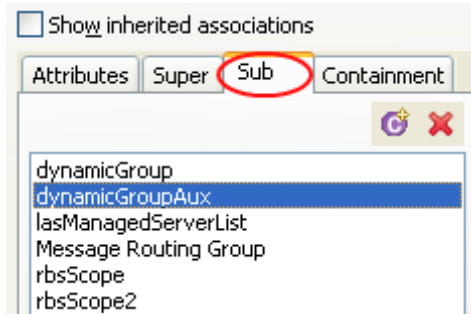 Show inherited associations
Attributes Super Sub Containment
dynamicGroup
dynamicGroupAux
lasManagedServerList
Message Routing Group
rbsScope
rbsScope2